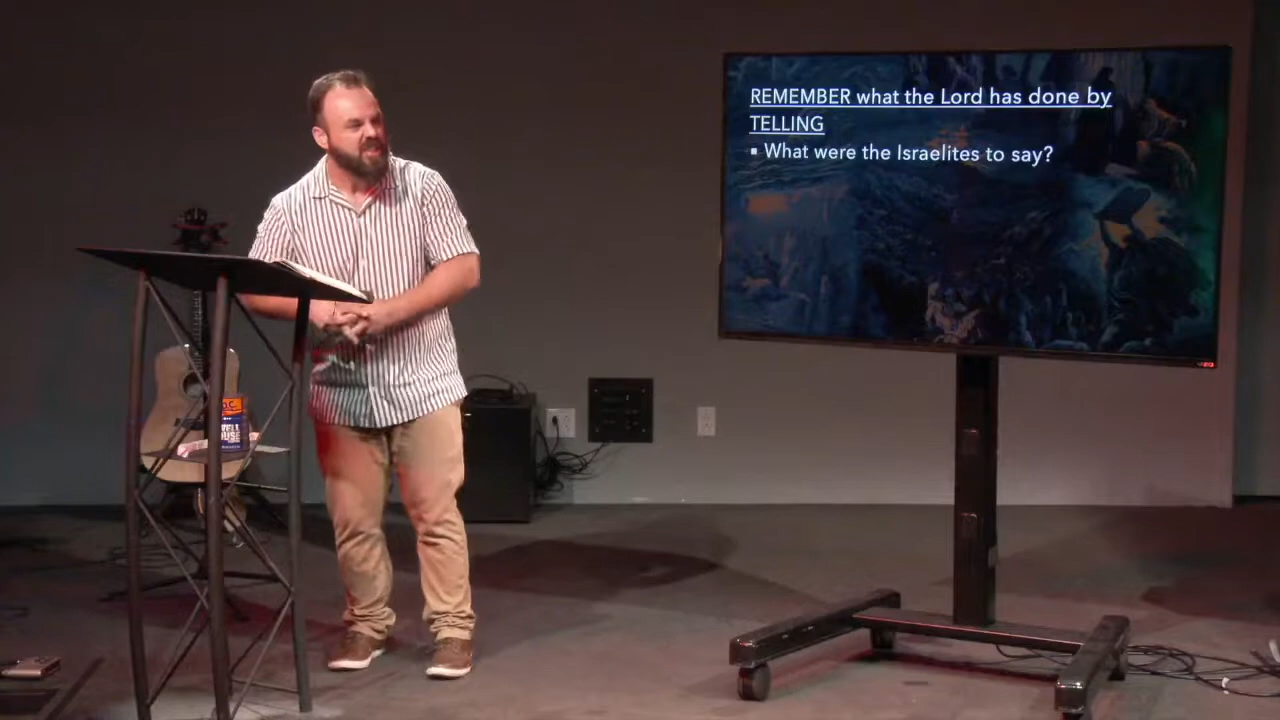 REMEMBER what the Lord has done by
TELLING
▪ What were the Israelites to say?